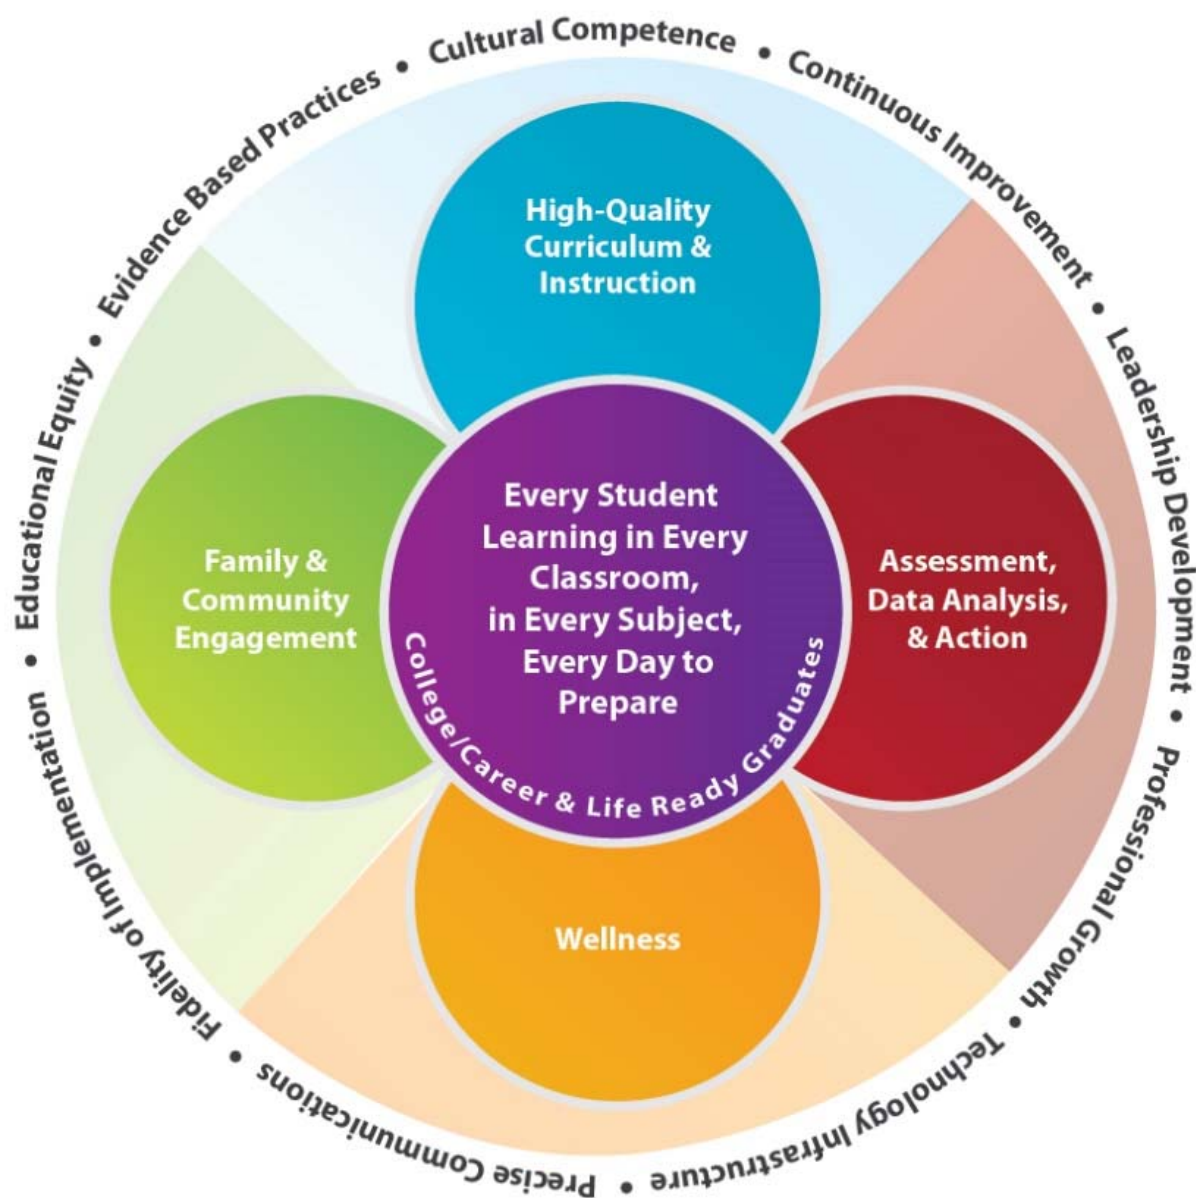 Cultural Competence • Continuous Improvement • Leadership Development • Professional Growth • Technology Infrastructure • Precise Communications • Fidelity of Implementation • Educational Equity • Evidence Based Practices •
High-Quality
Curriculum &
Instruction
Family &
Community
Engagement
Every Student
Learning in Every
Classroom,
in Every Subject,
Every Day to
Prepare
College/Career & Life Ready Graduates
Assessment,
Data Analysis,
& Action
Wellness